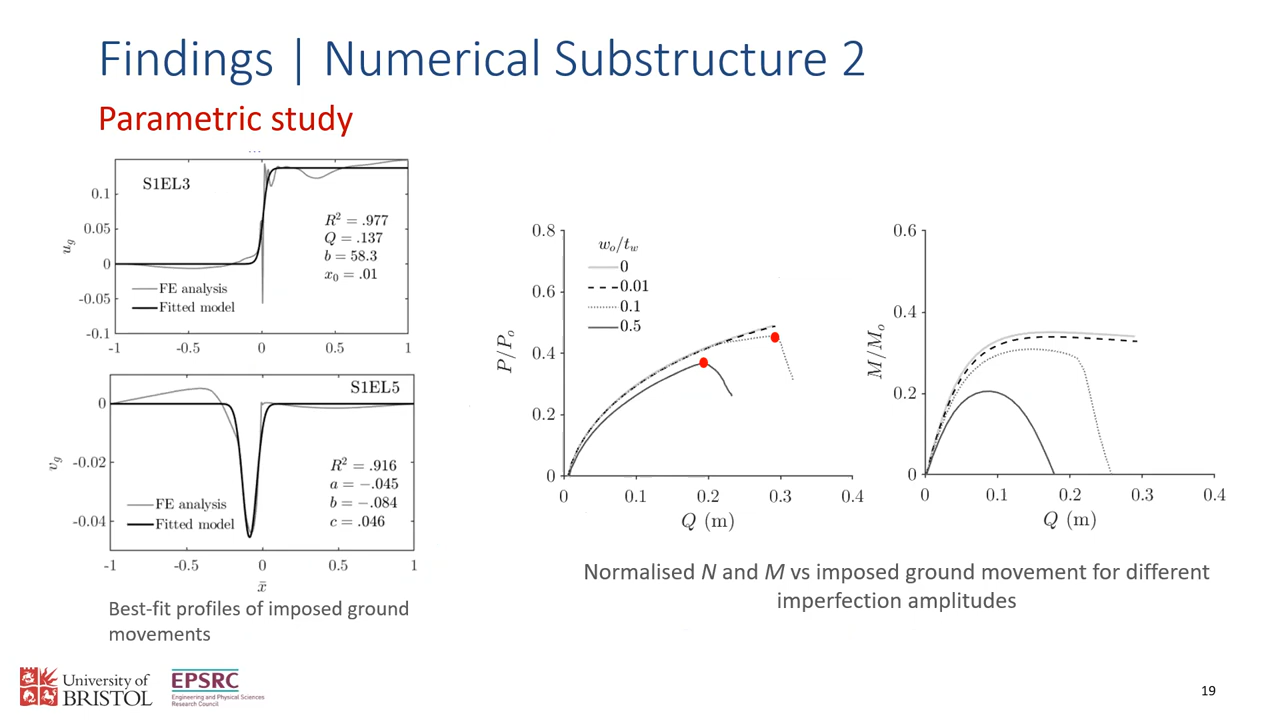 Findings | Numerical Substructure 2
Parametric study
...
S1EL3
R² = .977
Q = .137
b = 58.3
x₀ = .01
FE analysis
Fitted model
u_g
0.1
0.05
0
-0.05
-0.1
-1 -0.5 0 0.5 1
S1EL5
R² = .916
a = −.045
b = −.084
c = .046
FE analysis
Fitted model
v_g
0
-0.02
-0.04
-1 -0.5 0 0.5 1
x̄
Best-fit profiles of imposed ground
movements
w_o/t_w
0
0.01
0.1
0.5
P/P_o
0.8
0.6
0.4
0.2
0
0 0.1 0.2 0.3 0.4
Q (m)
M/M_o
0.6
0.4
0.2
0
0 0.1 0.2 0.3 0.4
Q (m)
Normalised N and M vs imposed ground movement for different
imperfection amplitudes
University of
BRISTOL
EPSRC
Engineering and Physical Sciences
Research Council
19